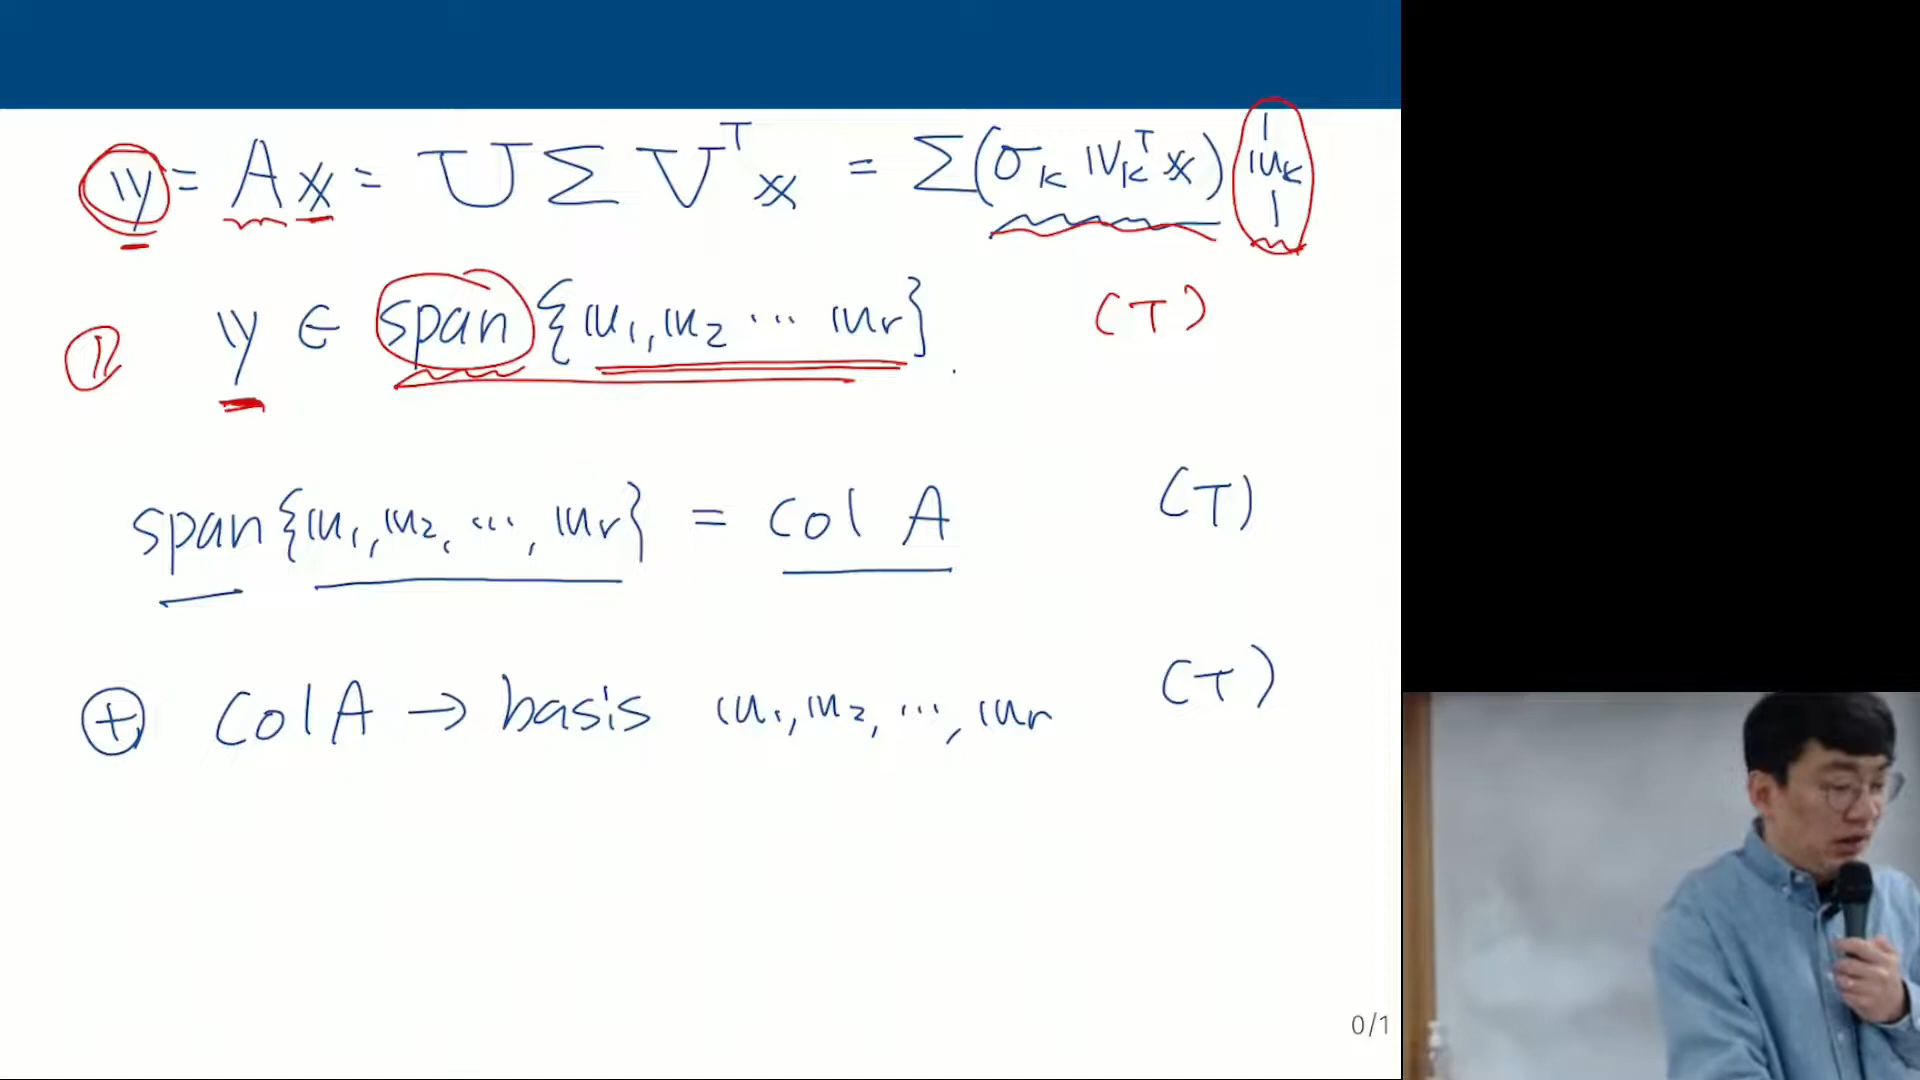 y = Ax = UΣV^T x = Σ(σ_k v_k^T x) u_k
① y ∈ span{u_1, u_2 ⋯ u_r}. (T)
span{u_1, u_2, ⋯, u_r} = Col A (T)
⊕ Col A → basis u_1, u_2, ⋯, u_r (T)
0/1